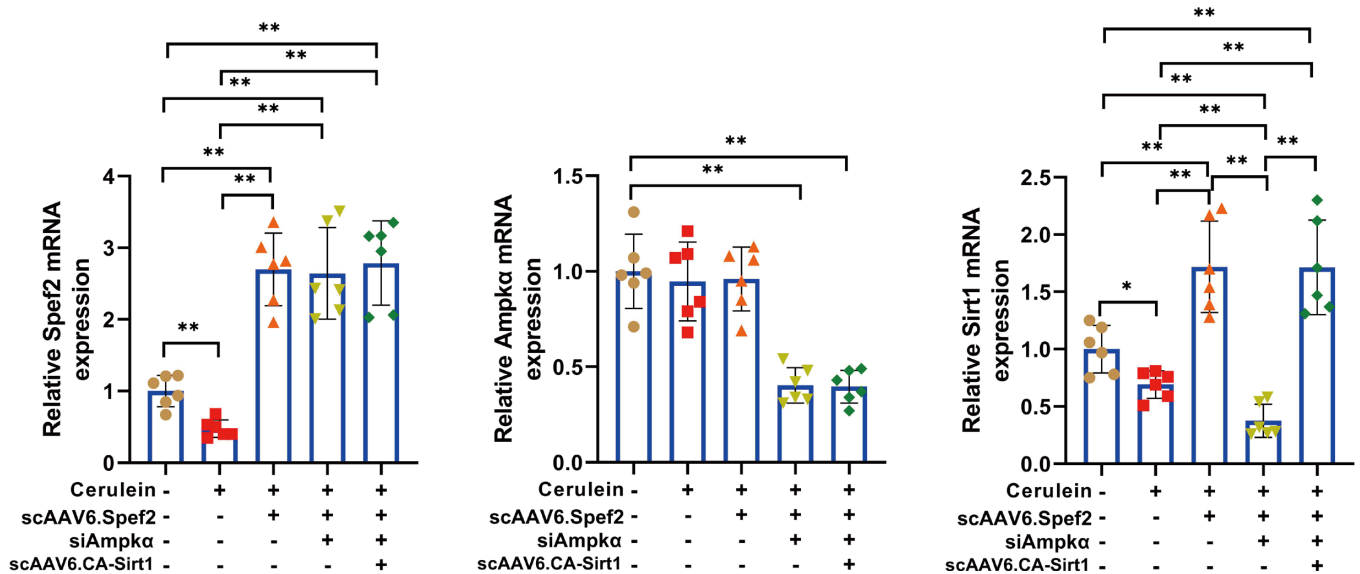 **
**
**
**
**
**
**
Relative Spef2 mRNA
expression
4
3
2
1
0
Cerulein - + + + +
scAAV6.Spef2 - - + + +
siAmpkα - - - + +
scAAV6.CA-Sirt1 - - - - +
**
**
Relative Ampkα mRNA
expression
1.5
1.0
0.5
0.0
Cerulein - + + + +
scAAV6.Spef2 - - + + +
siAmpkα - - - + +
scAAV6.CA-Sirt1 - - - - +
**
**
**
**
**
**
**
**
*
Relative Sirt1 mRNA
expression
2.5
2.0
1.5
1.0
0.5
0.0
Cerulein - + + + +
scAAV6.Spef2 - - + + +
siAmpkα - - - + +
scAAV6.CA-Sirt1 - - - - +